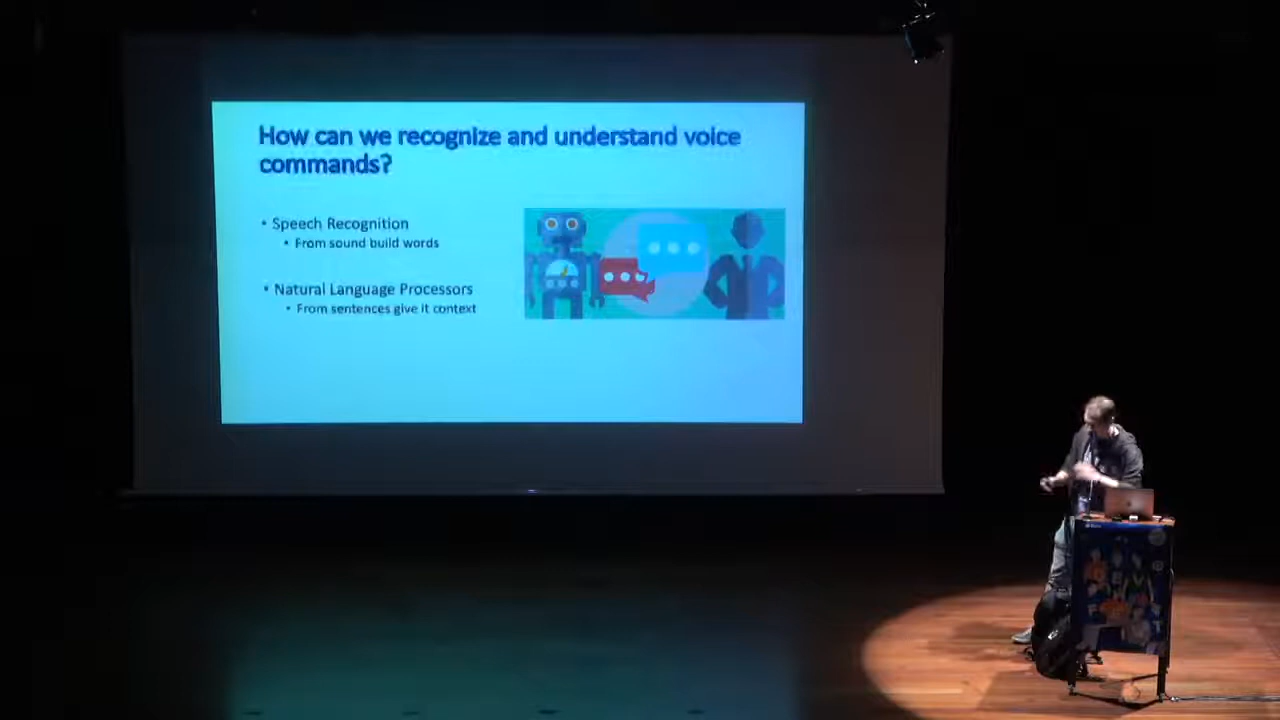 How can we recognize and understand voice
commands?
• Speech Recognition
• From sound build words
• Natural Language Processors
• From sentences give it context